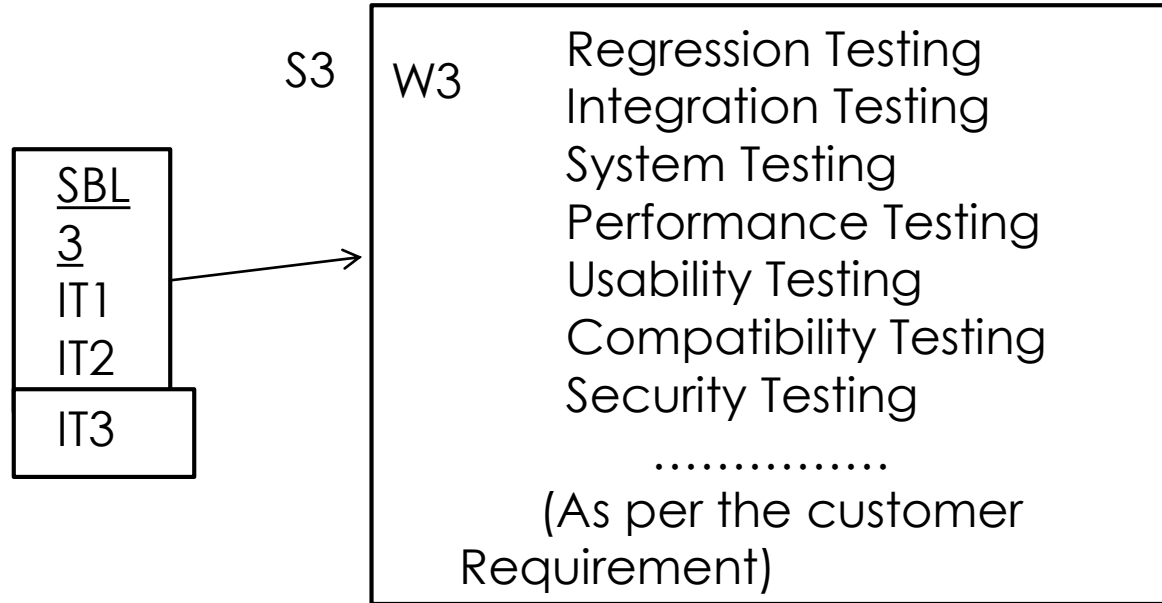 S3
W3
Regression Testing
Integration Testing
System Testing
Performance Testing
Usability Testing
Compatibility Testing
Security Testing
……………
(As per the customer
Requirement)
SBL
3
IT1
IT2
IT3